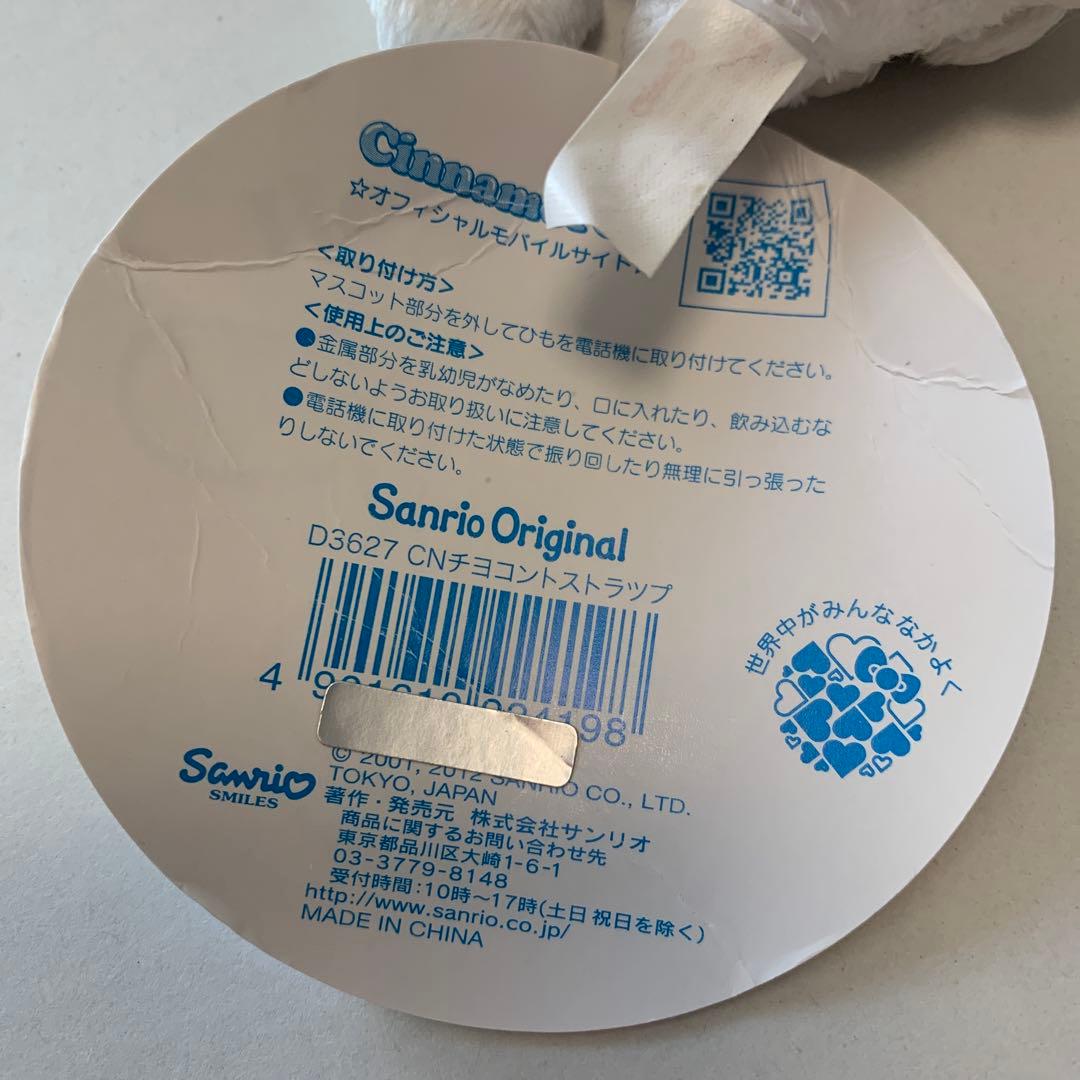 Cinnam
☆オフィシャルモバイルサイト
<取り付け方>
マスコット部分を外してひもを電話機に取り付けてください。
<使用上のご注意>
●金属部分を乳幼児がなめたり、口に入れたり、飲み込むな
どしないようお取り扱いに注意してください。
●電話機に取り付けた状態で振り回したり無理に引っ張った
りしないでください。
Sanrio Original
D3627 CNチヨコントストラツプ
4
4198
世界中がみんななかよく
Sanrio
SMILES
© 2001, 2012 SANRIO CO., LTD.
TOKYO, JAPAN
著作・発売元 株式会社サンリオ
商品に関するお問い合わせ先
東京都品川区大崎1-6-1
03-3779-8148
受付時間:10時〜17時(土日 祝日を除く)
http://www.sanrio.co.jp/
MADE IN CHINA